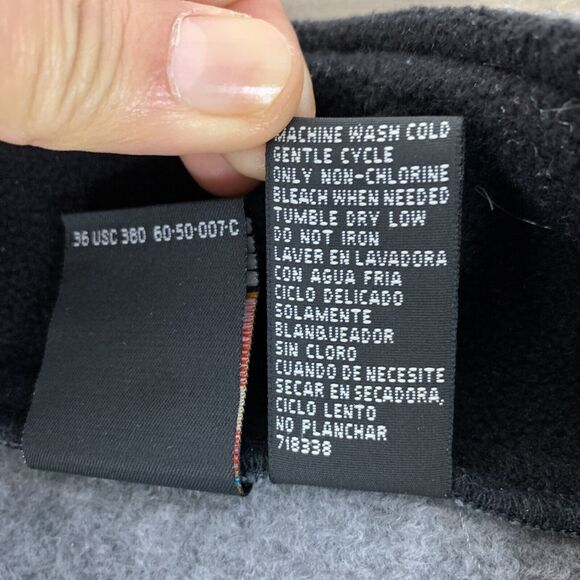 36 USC 380 60-50-007-C
MACHINE WASH COLD
GENTLE CYCLE
ONLY NON-CHLORINE
BLEACH WHEN NEEDED
TUMBLE DRY LOW
DO NOT IRON
LAVER EN LAVADORA
CON AGUA FRIA
CICLO DELICADO
SOLAMENTE
BLANQUEADOR
SIN CLORO
CUANDO DE NECESITE
SECAR EN SECADORA,
CICLO LENTO
NO PLANCHAR
718338